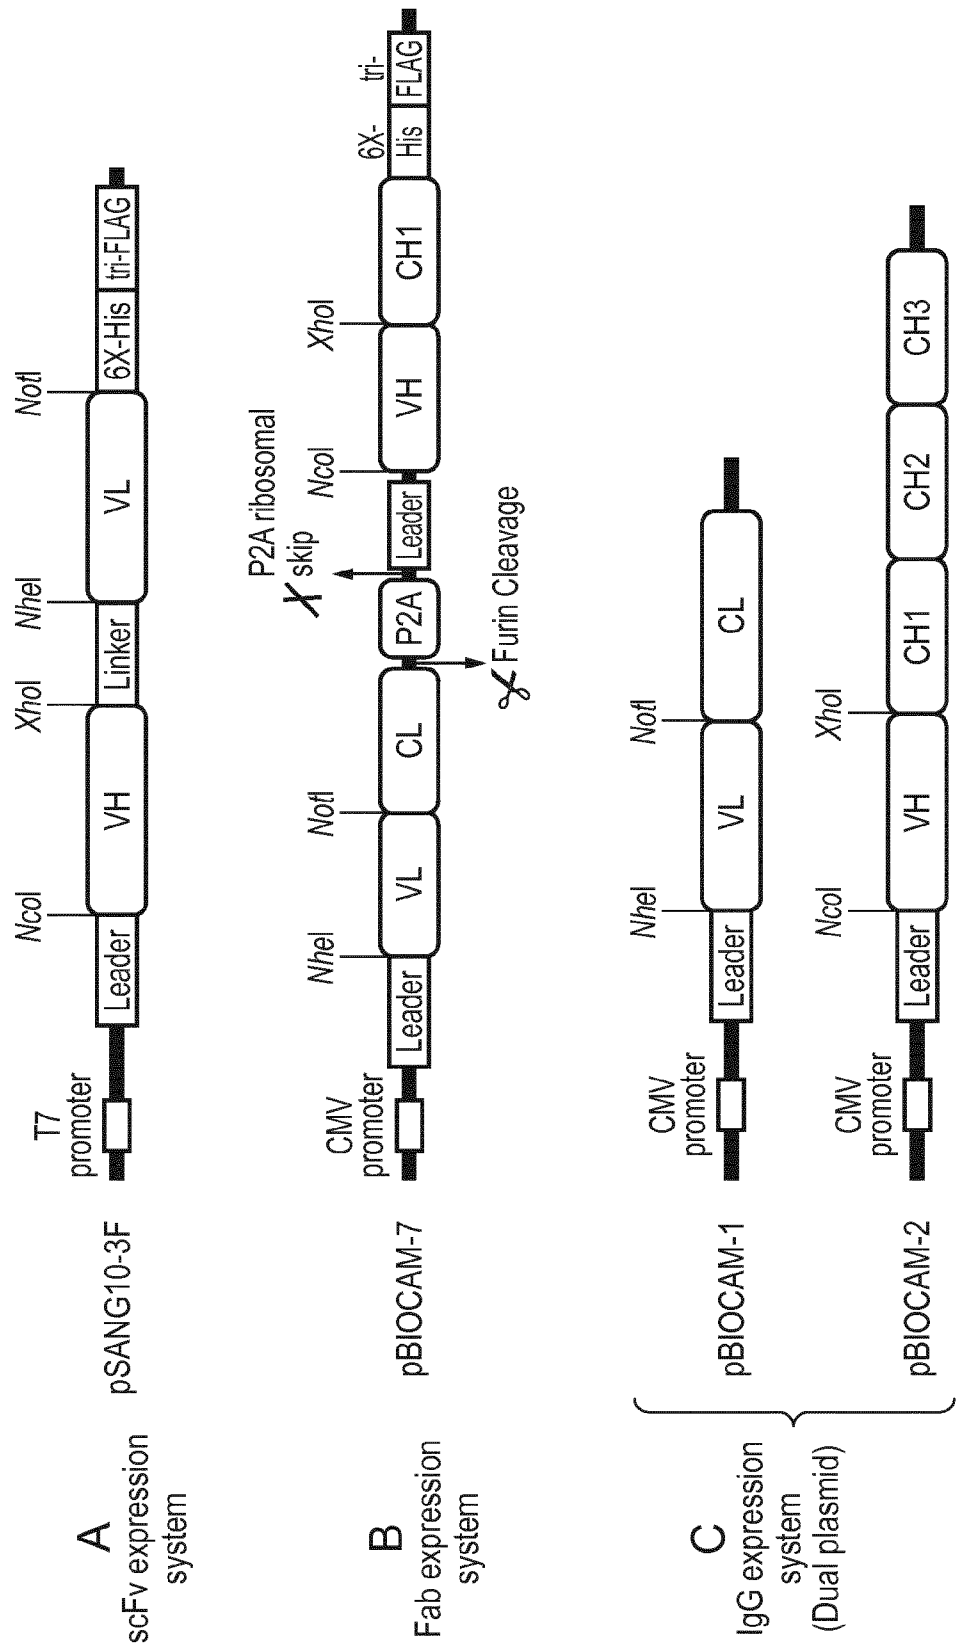 A
scFv expression
system
pSANG10-3F
T7
promoter
Leader
NcoI
VH
XhoI
Linker
NheI
VL
NotI
6X-His
tri-FLAG
B
Fab expression
system
pBIOCAM-7
CMV
promoter
Leader
NheI
VL
NotI
CL
Furin Cleavage
P2A
P2A ribosomal
skip
Leader
NcoI
VH
XhoI
CH1
6X-
His
tri-
FLAG
C
IgG expression
system
(Dual plasmid)
pBIOCAM-1
CMV
promoter
Leader
NheI
VL
NotI
CL
pBIOCAM-2
CMV
promoter
Leader
NcoI
VH
XhoI
CH1
CH2
CH3